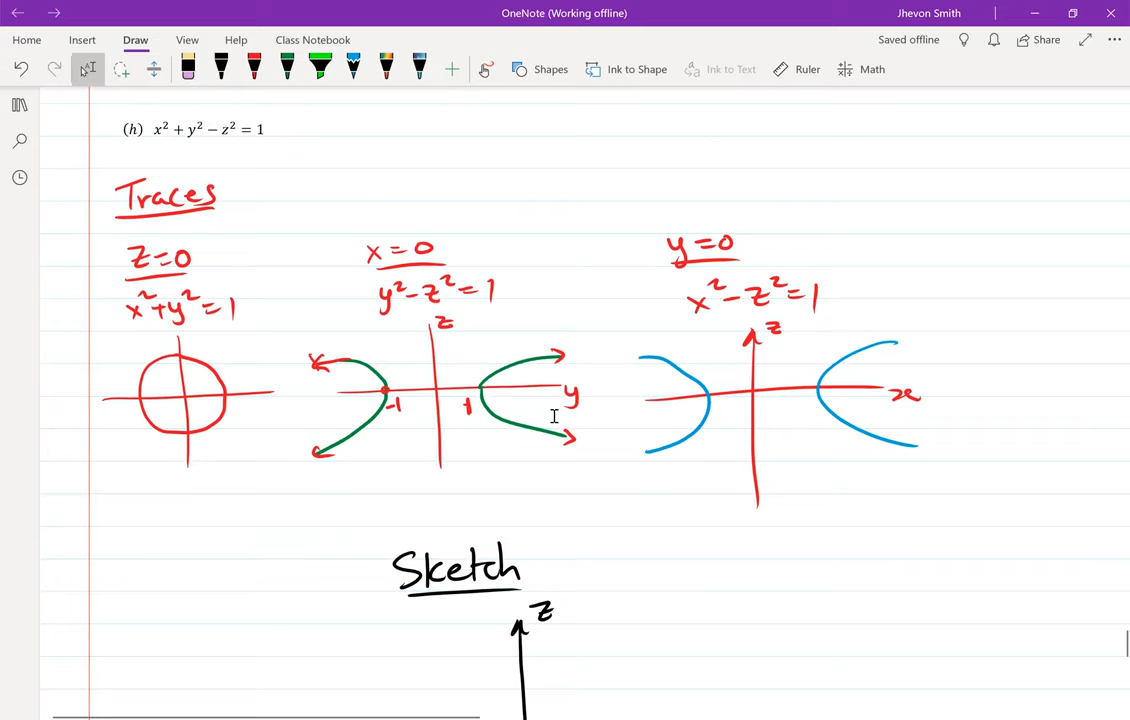 OneNote (Working offline)
Jhevon Smith
Home Insert Draw View Help Class Notebook
Saved offline
Share
Shapes
Ink to Shape
Ink to Text
Ruler
Math
(h) x² + y² − z² = 1
Traces
z=0
x²+y²=1
x=0
y²-z²=1
y=0
x²-z²=1
z
y
-1
1
z
x
Sketch
z